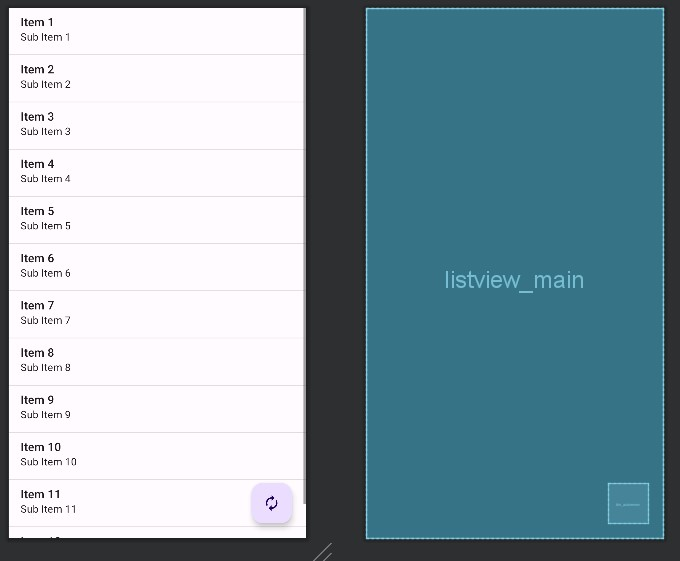 Item 1
Sub Item 1
Item 2
Sub Item 2
Item 3
Sub Item 3
Item 4
Sub Item 4
Item 5
Sub Item 5
Item 6
Sub Item 6
Item 7
Sub Item 7
Item 8
Sub Item 8
Item 9
Sub Item 9
Item 10
Sub Item 10
Item 11
Sub Item 11
listview_main